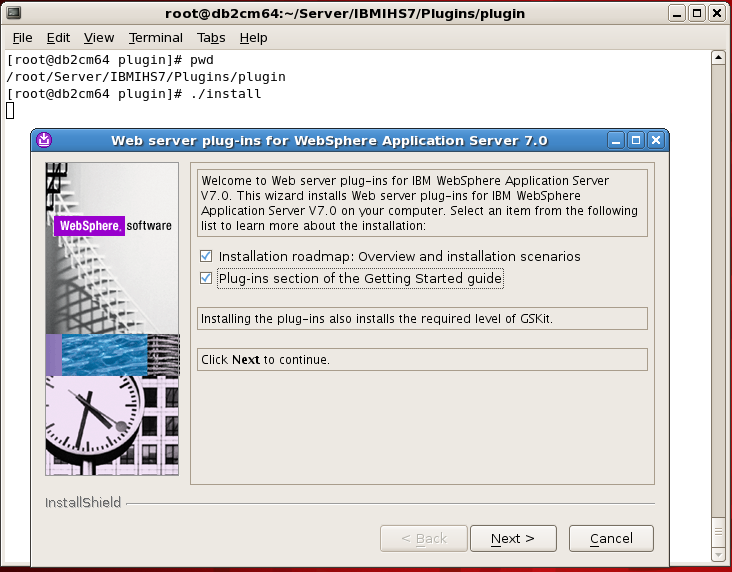 root@db2cm64:~/Server/IBMIHS7/Plugins/plugin
File Edit View Terminal Tabs Help
[root@db2cm64 plugin]# pwd
/root/Server/IBMIHS7/Plugins/plugin
[root@db2cm64 plugin]# ./install
Web server plug-ins for WebSphere Application Server 7.0
WebSphere. software
Welcome to Web server plug-ins for IBM WebSphere Application Server
V7.0. This wizard installs Web server plug-ins for IBM WebSphere
Application Server V7.0 on your computer. Select an item from the following
list to learn more about the installation:
Installation roadmap: Overview and installation scenarios
Plug-ins section of the Getting Started guide
Installing the plug-ins also installs the required level of GSKit.
Click Next to continue.
InstallShield
< Back Next > Cancel